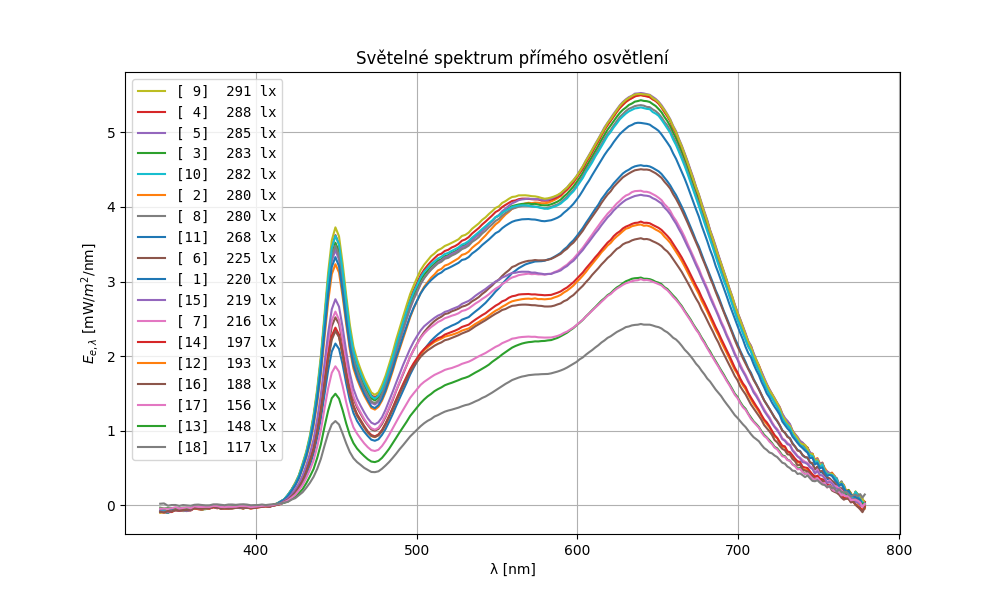 Světelné spektrum přímého osvětlení
[ 9]  291 lx
[ 4]  288 lx
[ 5]  285 lx
[ 3]  283 lx
[10]  282 lx
[ 2]  280 lx
[ 8]  280 lx
[11]  268 lx
[ 6]  225 lx
[ 1]  220 lx
[15]  219 lx
[ 7]  216 lx
[14]  197 lx
[12]  193 lx
[16]  188 lx
[17]  156 lx
[13]  148 lx
[18]  117 lx
E_{e,λ} [mW/m²/nm]
5
4
3
2
1
0
400 500 600 700 800
λ [nm]